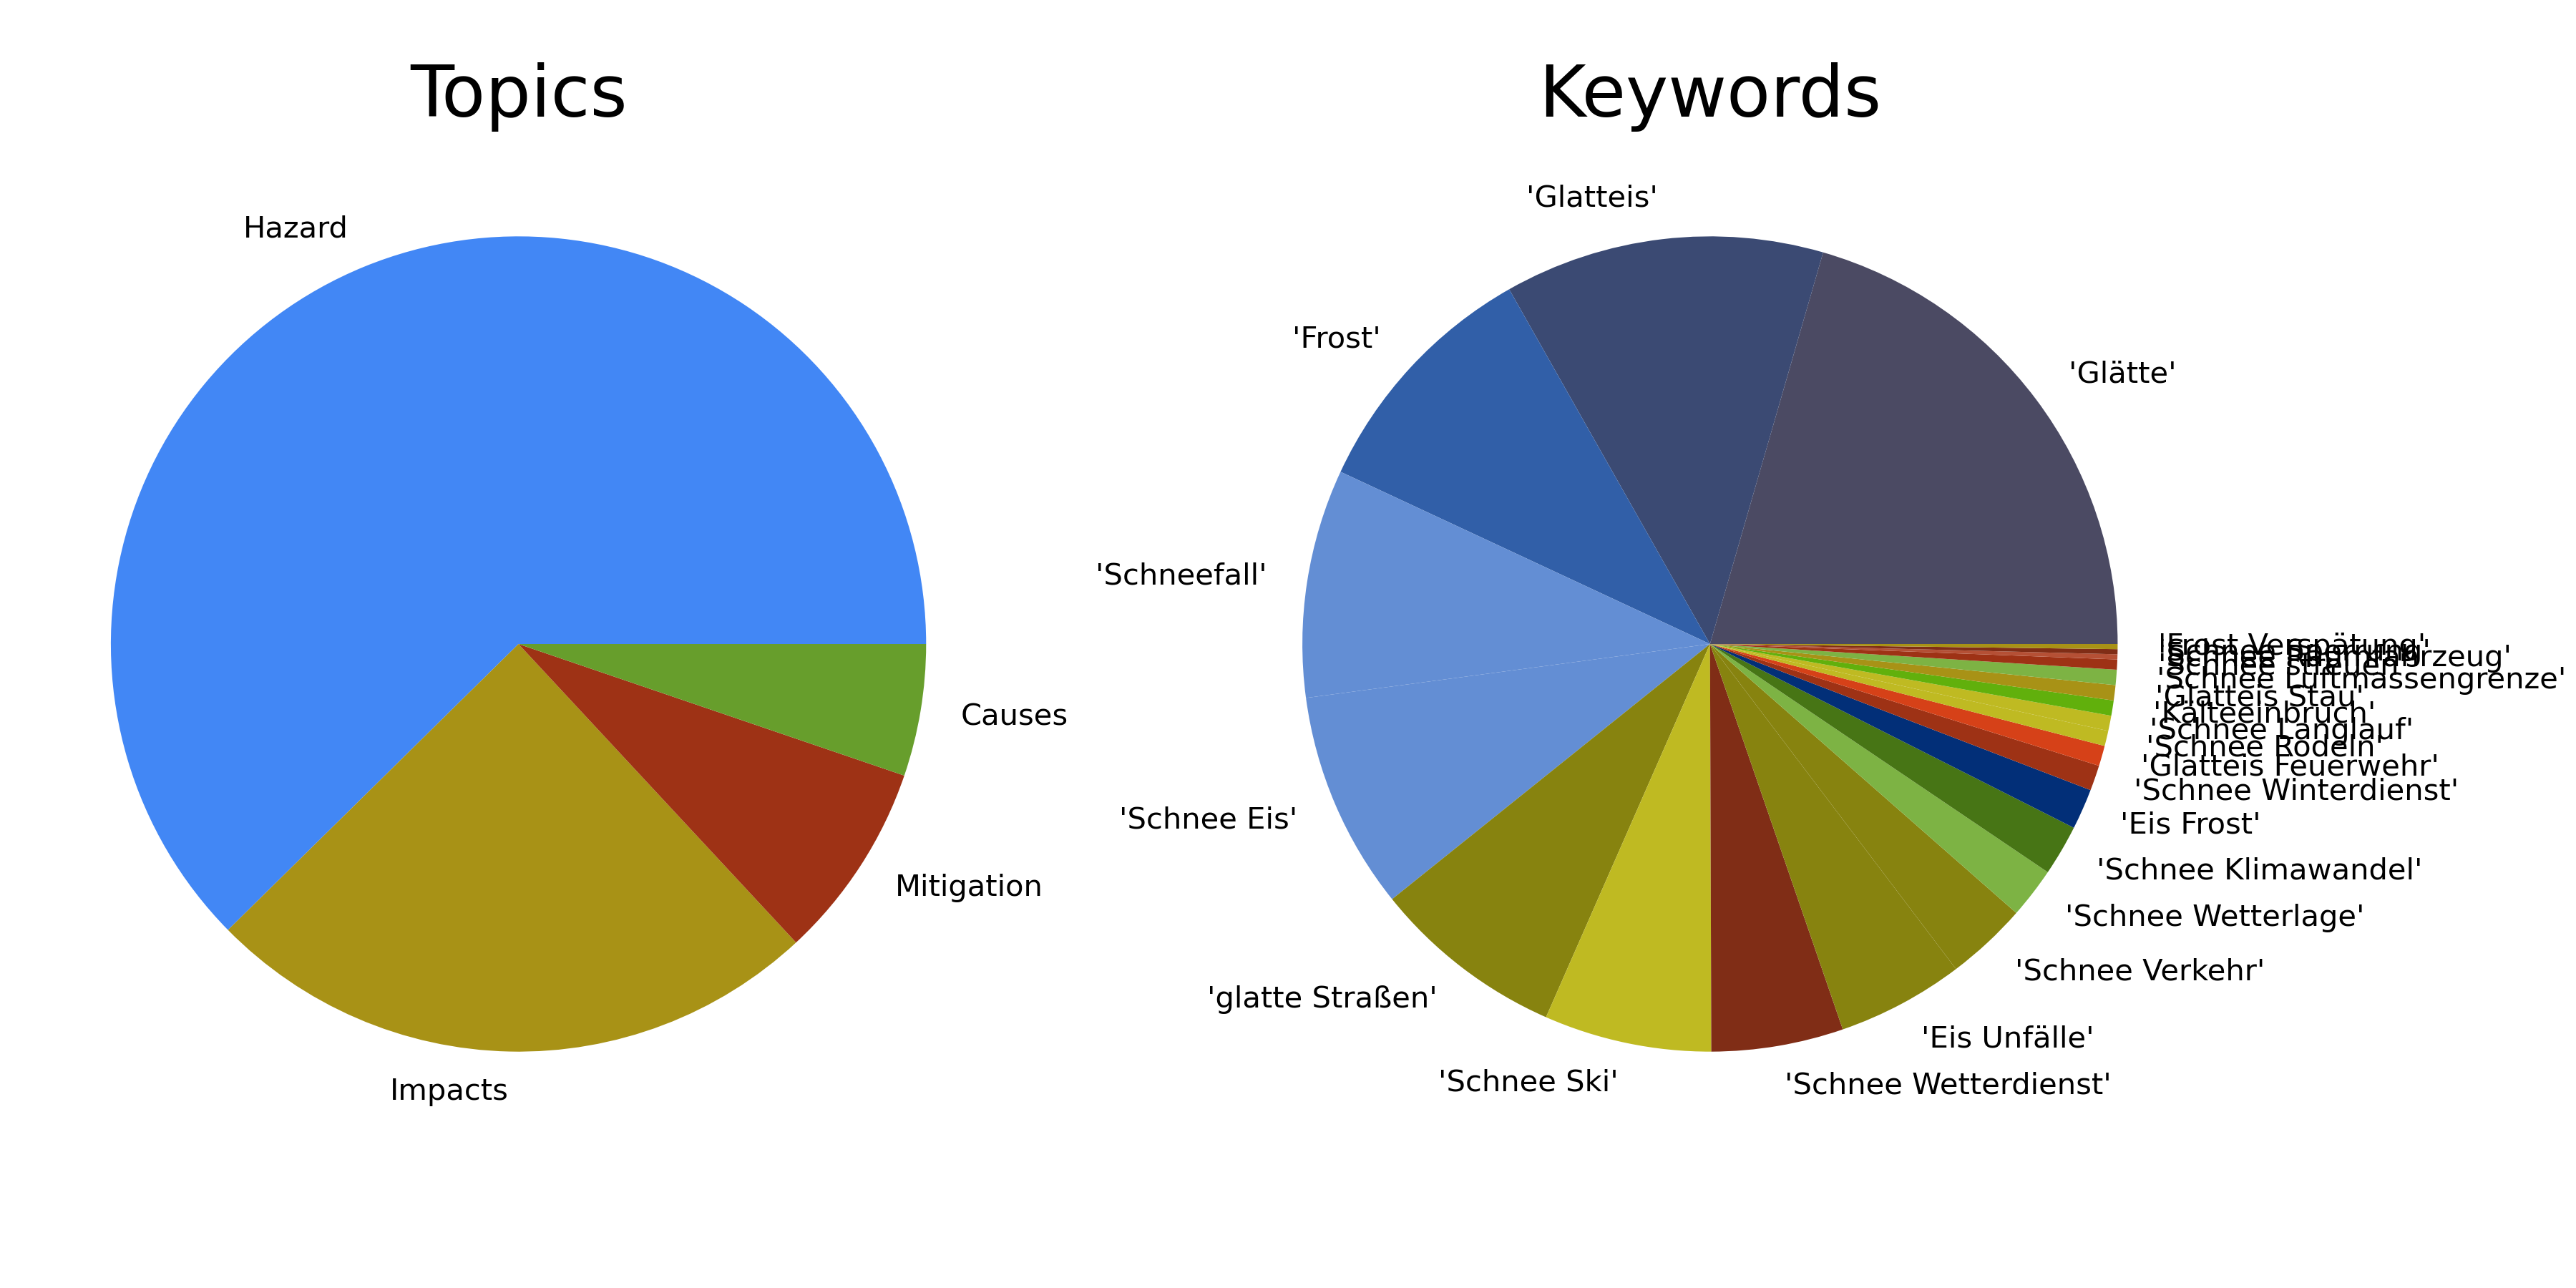 Topics
Keywords
Hazard
Impacts
Mitigation
Causes
'Glätte'
'Glatteis'
'Frost'
'Schneefall'
'Schnee Eis'
'glatte Straßen'
'Schnee Ski'
'Schnee Wetterdienst'
'Eis Unfälle'
'Schnee Verkehr'
'Schnee Wetterlage'
'Schnee Klimawandel'
'Eis Frost'
'Schnee Winterdienst'
'Glatteis Feuerwehr'
'Schnee Rodeln'
'Schnee Langlauf'
'Kälteeinbruch'
'Glatteis Stau'
'Schnee Luftmassengrenze'
'Frost Verspätung'